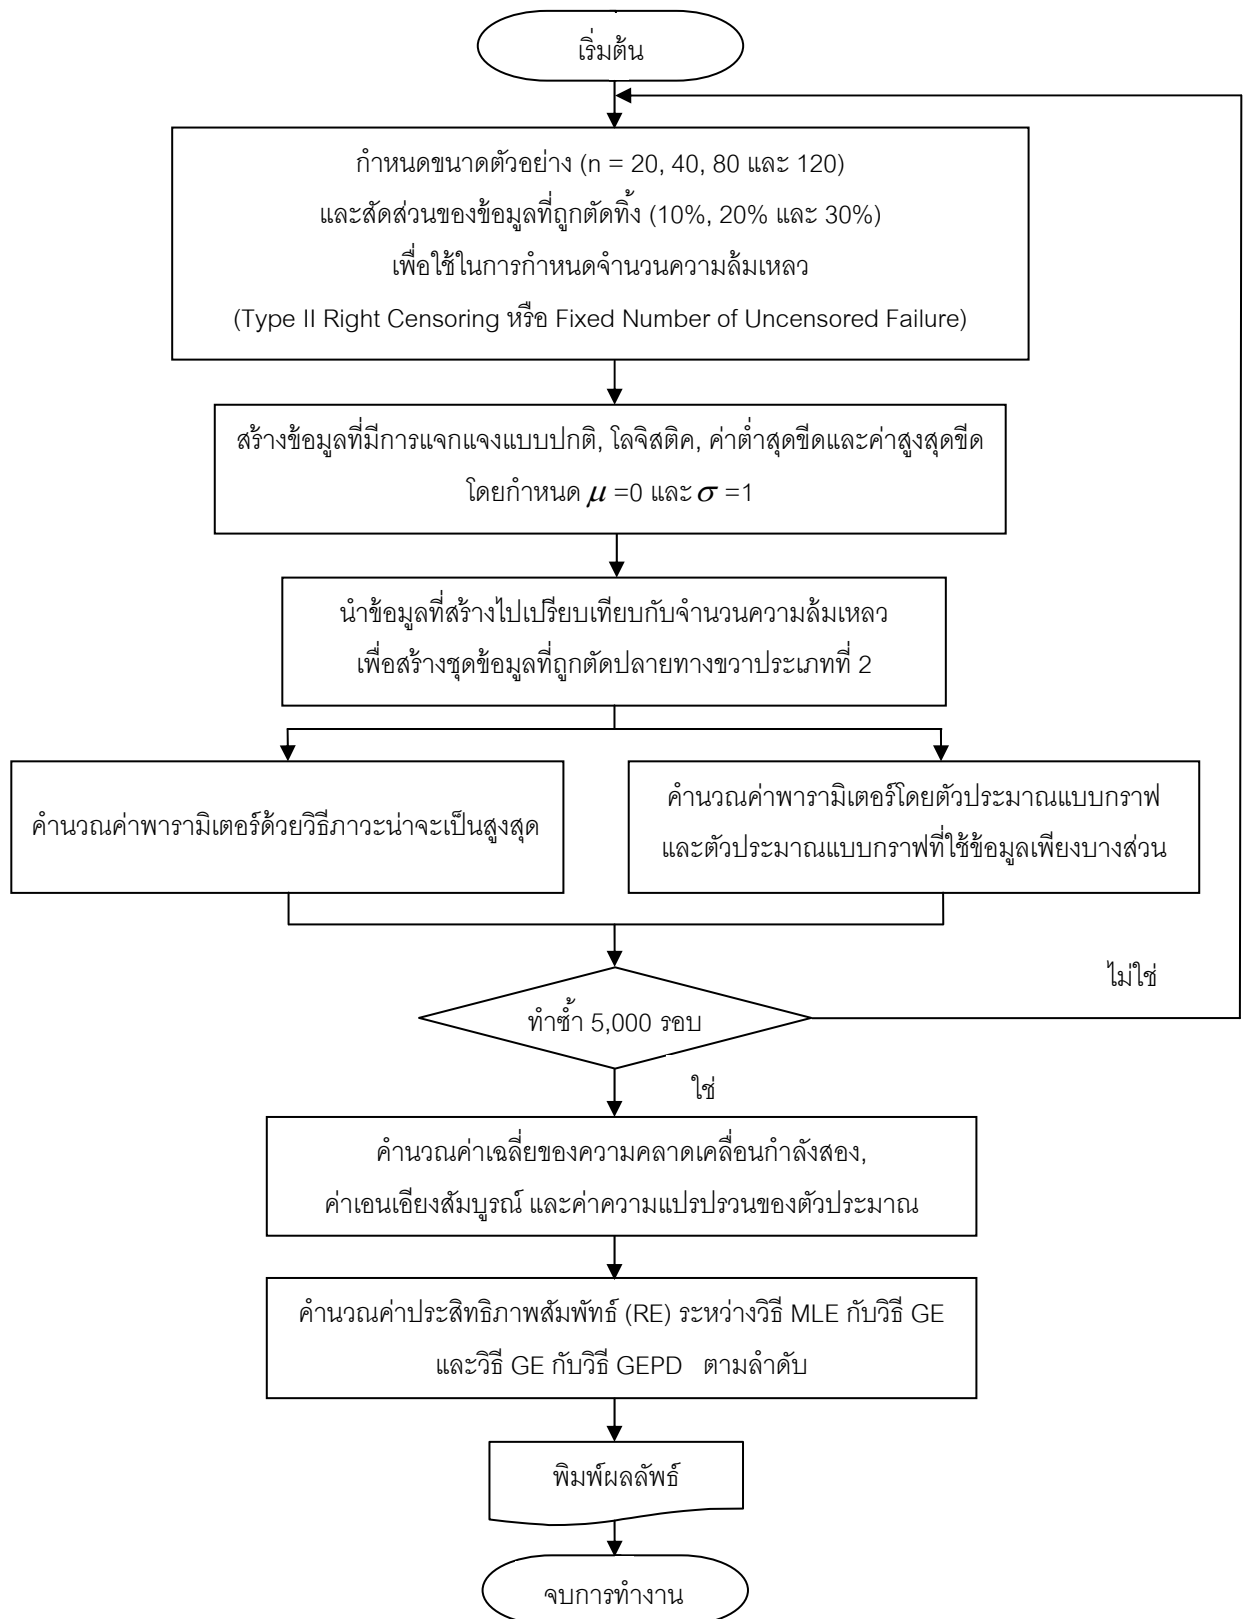 เริ่มต้น
กำหนดขนาดตัวอย่าง (n = 20, 40, 80 และ 120)
และสัดส่วนของข้อมูลที่ถูกตัดทิ้ง (10%, 20% และ 30%)
เพื่อใช้ในการกำหนดจำนวนความล้มเหลว
(Type II Right Censoring หรือ Fixed Number of Uncensored Failure)
สร้างข้อมูลที่มีการแจกแจงแบบปกติ, โลจิสติค, ค่าต่ำสุดขีดและค่าสูงสุดขีด
โดยกำหนด μ =0 และ σ =1
นำข้อมูลที่สร้างไปเปรียบเทียบกับจำนวนความล้มเหลว
เพื่อสร้างชุดข้อมูลที่ถูกตัดปลายทางขวาประเภทที่ 2
คำนวณค่าพารามิเตอร์ด้วยวิธีภาวะน่าจะเป็นสูงสุด
คำนวณค่าพารามิเตอร์โดยตัวประมาณแบบกราฟ
และตัวประมาณแบบกราฟที่ใช้ข้อมูลเพียงบางส่วน
ไม่ใช่
ทำซ้ำ 5,000 รอบ
ใช่
คำนวณค่าเฉลี่ยของความคลาดเคลื่อนกำลังสอง,
ค่าเอนเอียงสัมบูรณ์ และค่าความแปรปรวนของตัวประมาณ
คำนวณค่าประสิทธิภาพสัมพัทธ์ (RE) ระหว่างวิธี MLE กับวิธี GE
และวิธี GE กับวิธี GEPD ตามลำดับ
พิมพ์ผลลัพธ์
จบการทำงาน